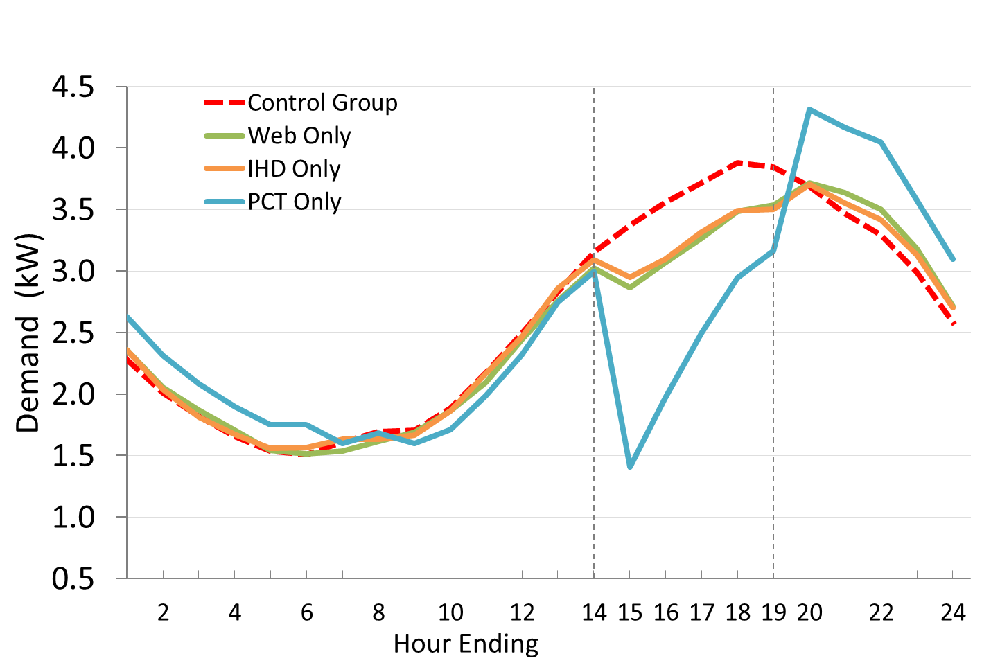 4.5
4.0
3.5
3.0
2.5
2.0
1.5
1.0
0.5
Demand (kW)
Control Group
Web Only
IHD Only
PCT Only
2 4 6 8 10 12 14 15 16 17 18 19 20 22 24
Hour Ending